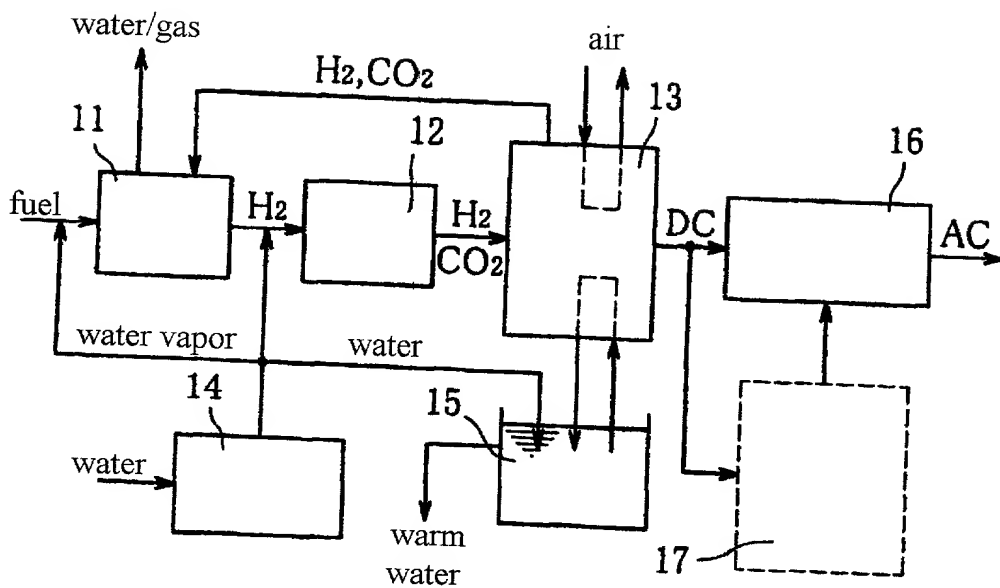 water/gas
air
H₂,CO₂
11
12
13
16
fuel
H₂
H₂
CO₂
DC
AC
water vapor
water
14
15
water
warm
water
17